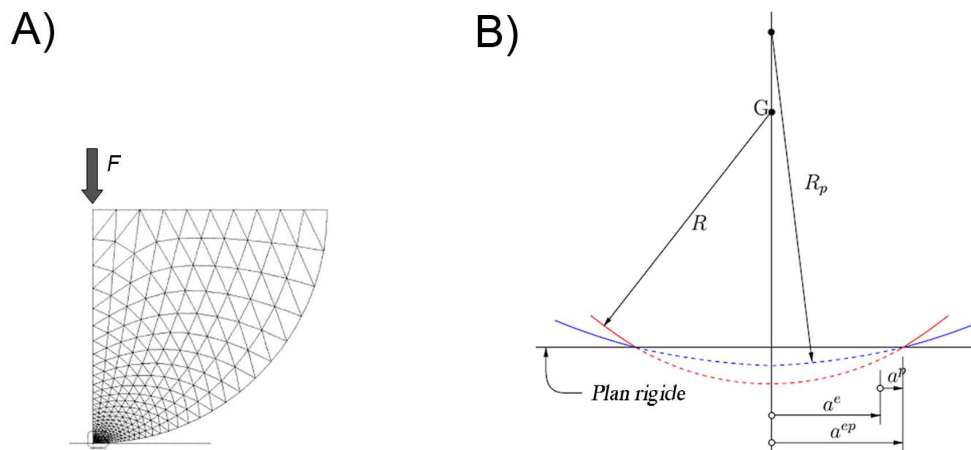 A)
F
B)
G
R
R_p
Plan rigide
a^p
a^e
a^{ep}